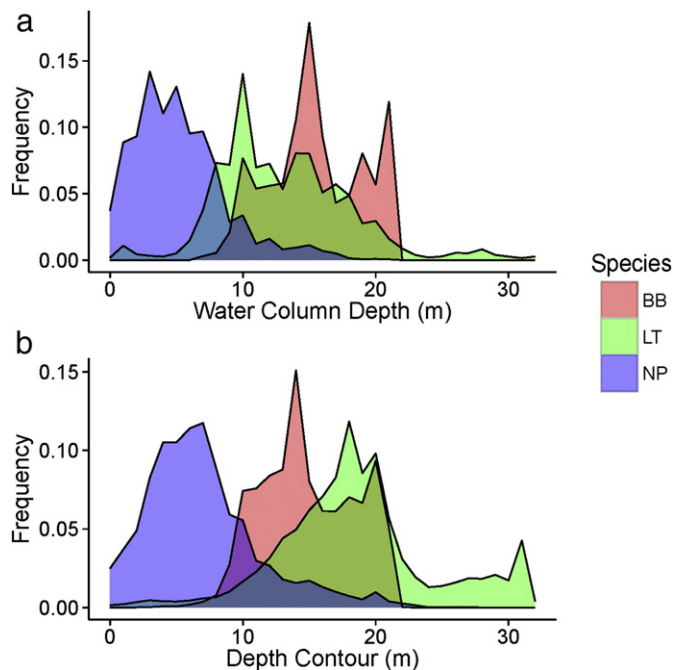 a
0.15
0.10
0.05
0.00
Frequency
0 10 20 30
Water Column Depth (m)
b
0.15
0.10
0.05
0.00
Frequency
0 10 20 30
Depth Contour (m)
Species
BB
LT
NP